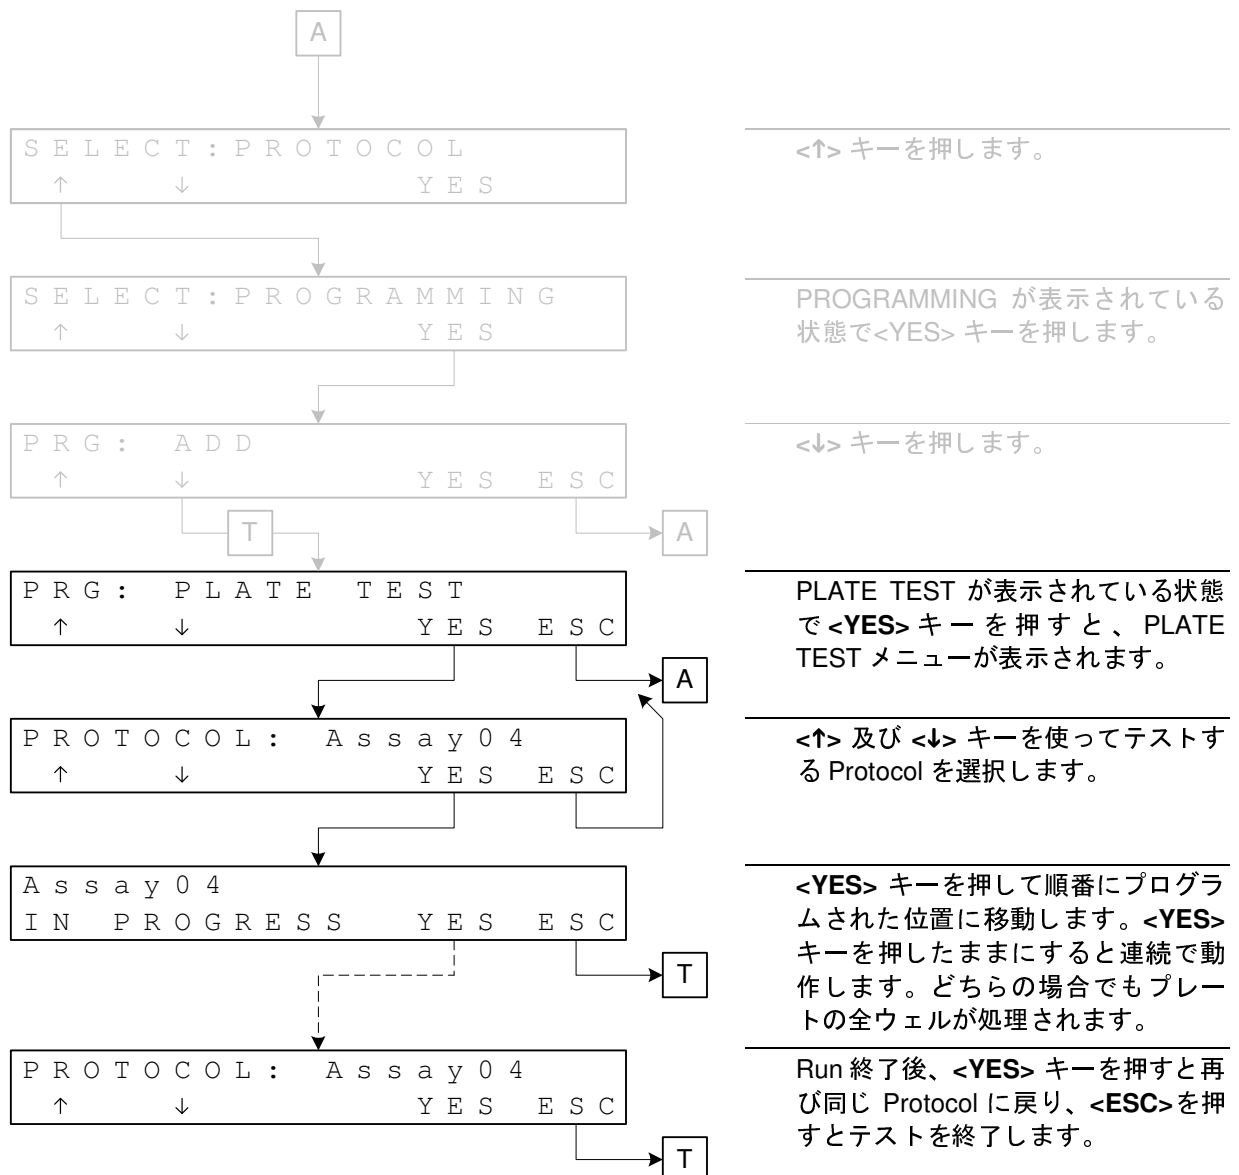 A
SELECT:PROTOCOL
↑ ↓ YES
<↑> キーを押します。
SELECT:PROGRAMMING
↑ ↓ YES
PROGRAMMING が表示されている
状態で<YES> キーを押します。
PRG: ADD
↑ ↓ YES ESC
<↓> キーを押します。
T
A
PRG: PLATE TEST
↑ ↓ YES ESC
PLATE TEST が表示されている状態
で<YES>キーを押すと、PLATE
TEST メニューが表示されます。
A
PROTOCOL: Assay04
↑ ↓ YES ESC
<↑> 及び <↓> キーを使ってテストす
る Protocol を選択します。
Assay04
IN PROGRESS YES ESC
<YES> キーを押して順番にプログラ
ムされた位置に移動します。<YES>
キーを押したままにすると連続で動
作します。どちらの場合でもプレー
トの全ウェルが処理されます。
T
PROTOCOL: Assay04
↑ ↓ YES ESC
Run 終了後、<YES> キーを押すと再
び同じ Protocol に戻り、<ESC>を押
すとテストを終了します。
T